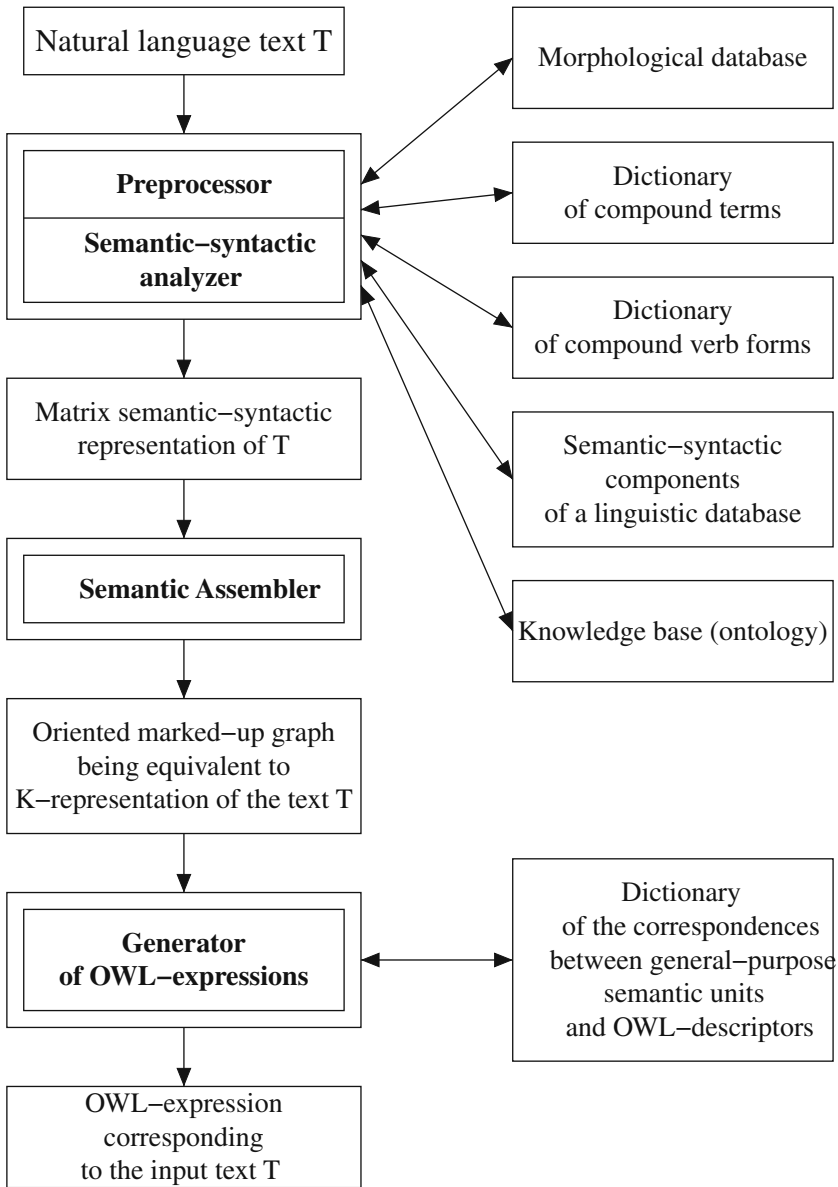 Natural language text T
Preprocessor
Semantic−syntactic
analyzer
Matrix semantic−syntactic
representation of T
Semantic Assembler
Oriented marked−up graph
being equivalent to
K−representation of the text T
Generator
of OWL−expressions
OWL−expression
corresponding
to the input text T
Morphological database
Dictionary
of compound terms
Dictionary
of compound verb forms
Semantic−syntactic
components
of a linguistic database
Knowledge base (ontology)
Dictionary
of the correspondences
between general−purpose
semantic units
and OWL−descriptors